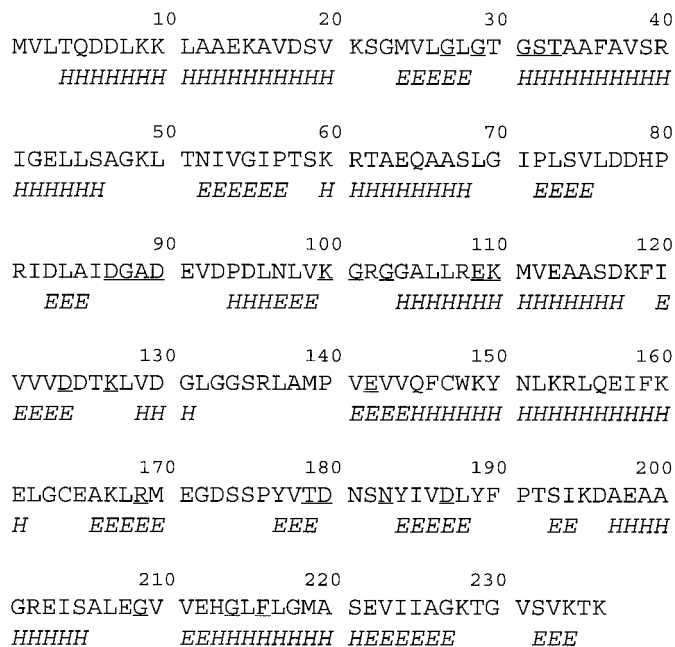 10 20 30 40
MVLTQDDLKK LAAEKAVDSV KSGMVLGLGT GSTAAFAVSR
HHHHHHH HHHHHHHHHH EEEEE HHHHHHHHHH
50 60 70 80
IGELLSAGKL TNIVGIPTSK RTAEQAASLG IPLSVLDDHP
HHHHHH EEEEEE H HHHHHHHH EEEE
90 100 110 120
RIDLAIDGAD EVDPDLNLVK GRGGALLREK MVEAASDKFI
EEE HHHEEE HHHHHHH HHHHHHH E
130 140 150 160
VVVDDTKLVD GLGGSRLAMP VEVVQFCWKY NLKRLQEIFK
EEEE HH H EEEEHHHHHH HHHHHHHHHH
170 180 190 200
ELGCEAKLRM EGDSSPYVTD NSNYIVDLYF PTSIKDAEAA
H EEEEE EEE EEEEE EE HHHH
210 220 230
GREISALEGV VEHGLFLGMA SEVIIAGKTG VSVKTK
HHHHH EEHHHHHHHH HEEEEEE EEE